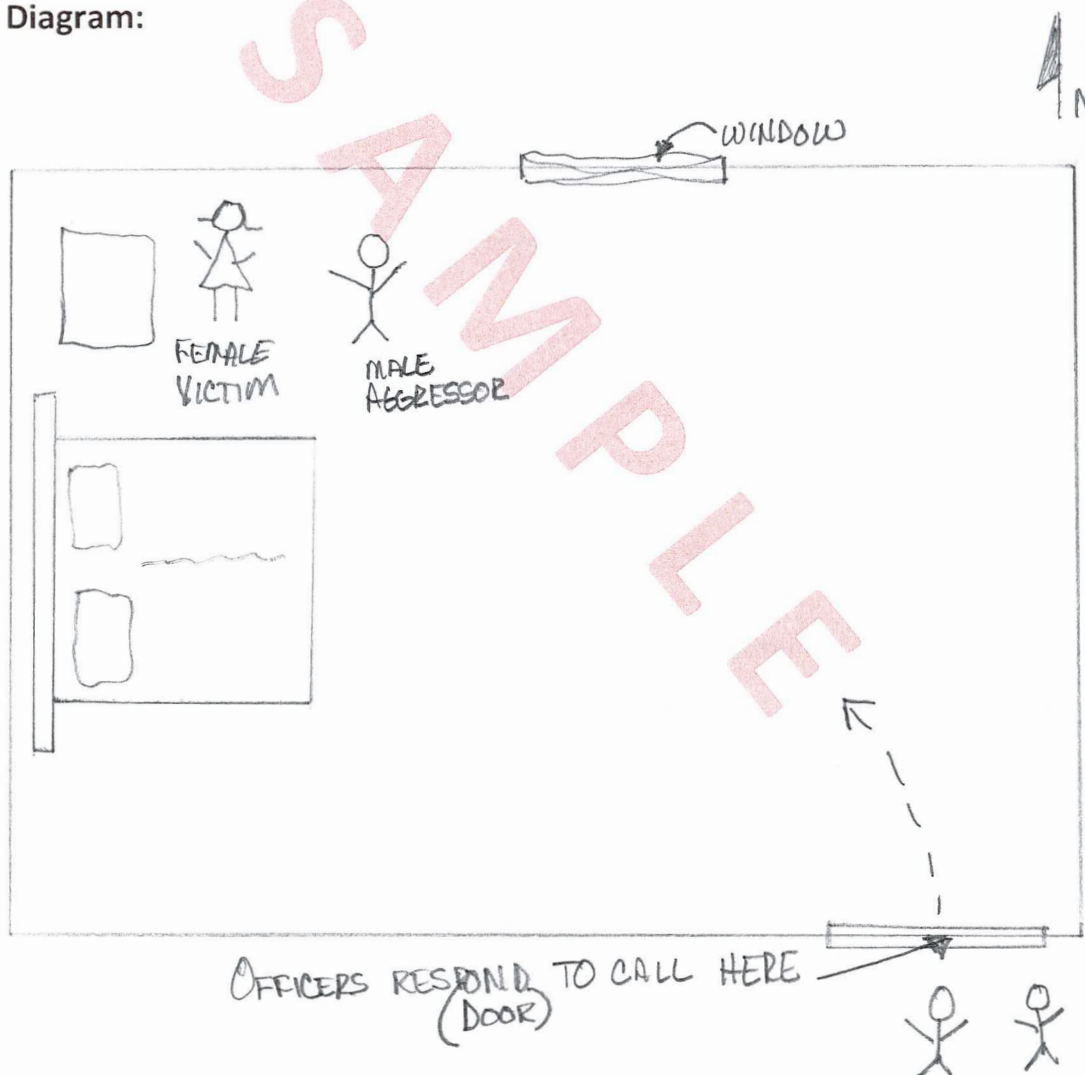 Diagram:
SAMPLE
N
WINDOW
FEMALE
VICTIM
MALE
AGGRESSOR
OFFICERS RESPOND TO CALL HERE
(DOOR)